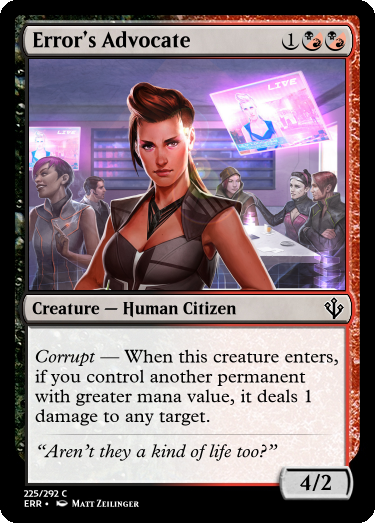 Error's Advocate
1
LIVE
LIVE
Creature — Human Citizen
Corrupt — When this creature enters,
if you control another permanent
with greater mana value, it deals 1
damage to any target.
“Aren't they a kind of life too?”
4/2
225/292 C
ERR • Matt Zeilinger